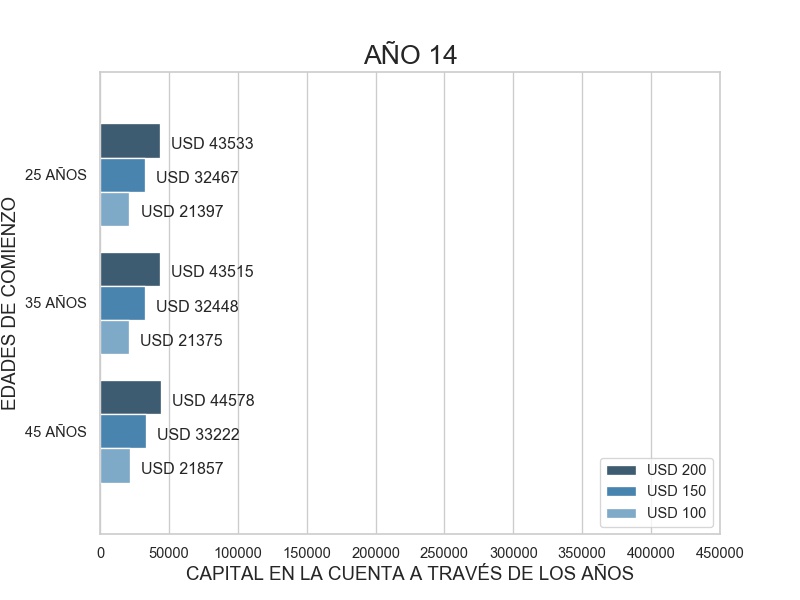 AÑO 14
EDADES DE COMIENZO
25 AÑOS
USD 43533
USD 32467
USD 21397
35 AÑOS
USD 43515
USD 32448
USD 21375
45 AÑOS
USD 44578
USD 33222
USD 21857
USD 200
USD 150
USD 100
0 50000 100000 150000 200000 250000 300000 350000 400000 450000
CAPITAL EN LA CUENTA A TRAVÉS DE LOS AÑOS